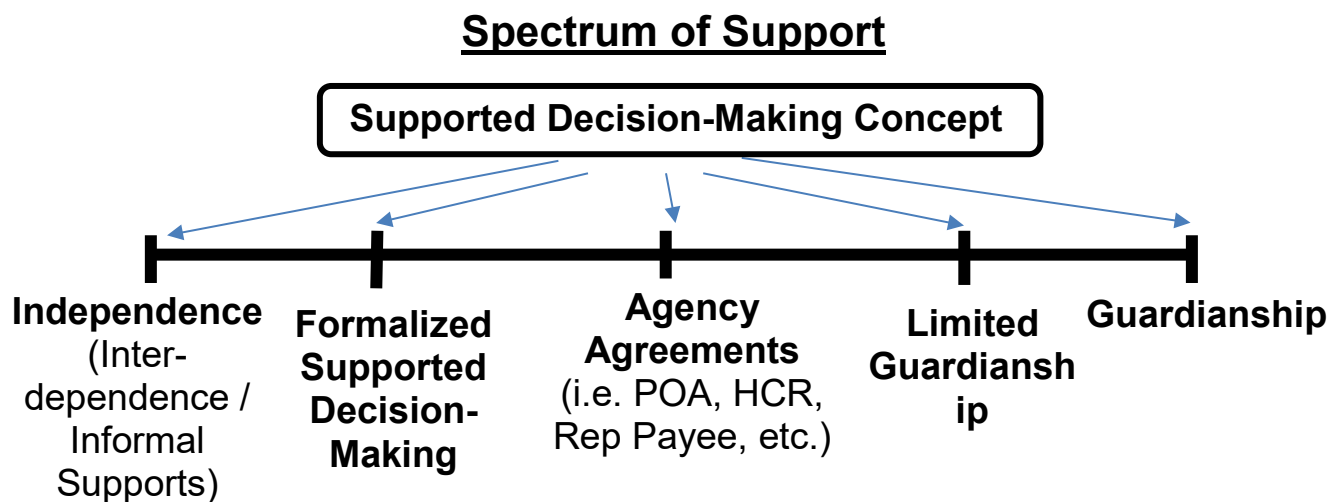 Spectrum of Support
Supported Decision-Making Concept
Independence
(Inter-
dependence /
Informal
Supports)
Formalized
Supported
Decision-
Making
Agency
Agreements
(i.e. POA, HCR,
Rep Payee, etc.)
Limited
Guardiansh
ip
Guardianship